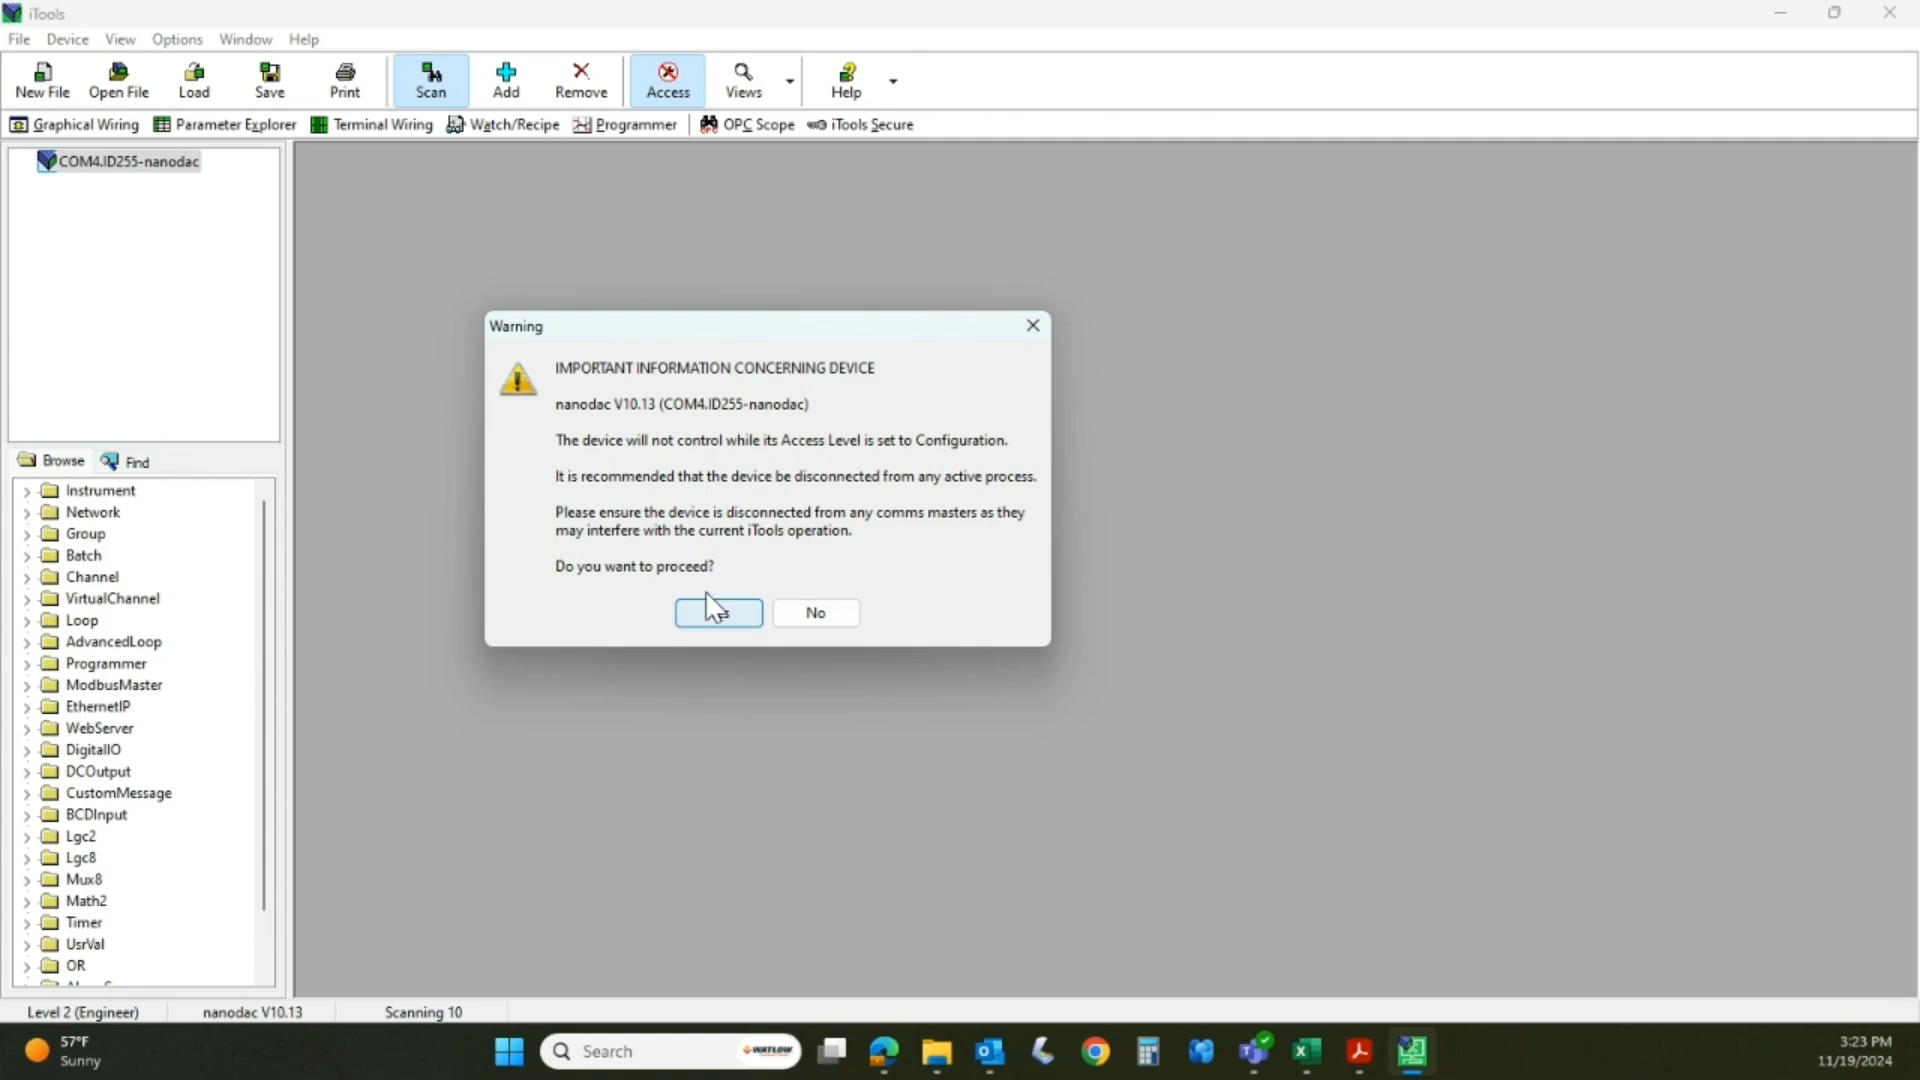 iTools
File Device View Options Window Help
New File Open File Load Save Print Scan Add Remove Access Views Help
Graphical Wiring Parameter Explorer Terminal Wiring Watch/Recipe Programmer OPC Scope iTools Secure
COM4.ID255-nanodac
Warning
IMPORTANT INFORMATION CONCERNING DEVICE
nanodac V10.13 (COM4.ID255-nanodac)
The device will not control while its Access Level is set to Configuration.
It is recommended that the device be disconnected from any active process.
Please ensure the device is disconnected from any comms masters as they
may interfere with the current iTools operation.
Do you want to proceed?
No
Browse Find
Instrument
Network
Group
Batch
Channel
VirtualChannel
Loop
AdvancedLoop
Programmer
ModbusMaster
EthernetIP
WebServer
DigitalIO
DCOutput
CustomMessage
BCDInput
Lgc2
Lgc8
Mux8
Math2
Timer
UsrVal
OR
Level 2 (Engineer) nanodac V10.13 Scanning 10
57°F
Sunny
Search WATLOW
3:23 PM
11/19/2024